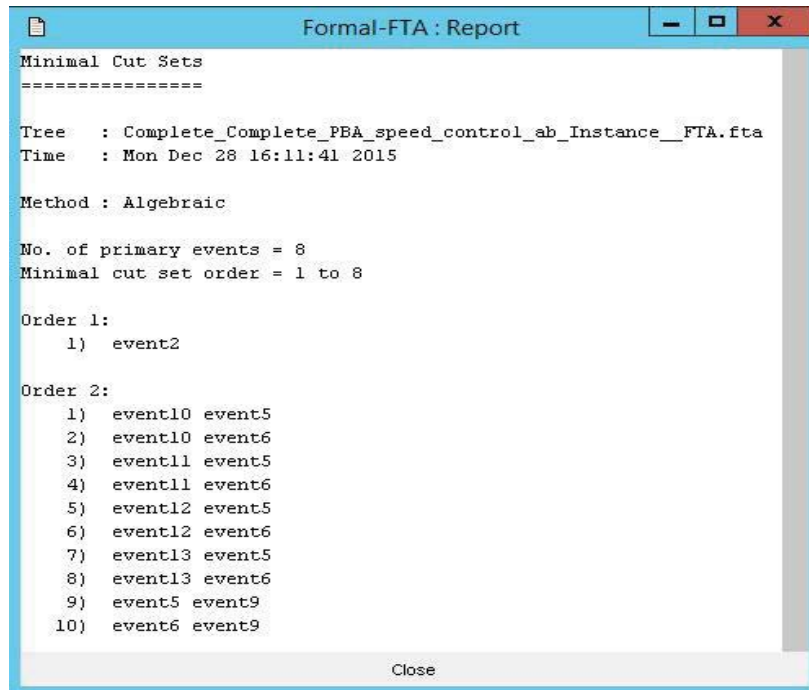 Formal-FTA : Report
Minimal Cut Sets
================
Tree : Complete_Complete_PBA_speed_control_ab_Instance__FTA.fta
Time : Mon Dec 28 16:11:41 2015
Method : Algebraic
No. of primary events = 8
Minimal cut set order = 1 to 8
Order 1:
1) event2
Order 2:
1) event10 event5
2) event10 event6
3) event11 event5
4) event11 event6
5) event12 event5
6) event12 event6
7) event13 event5
8) event13 event6
9) event5 event9
10) event6 event9
Close